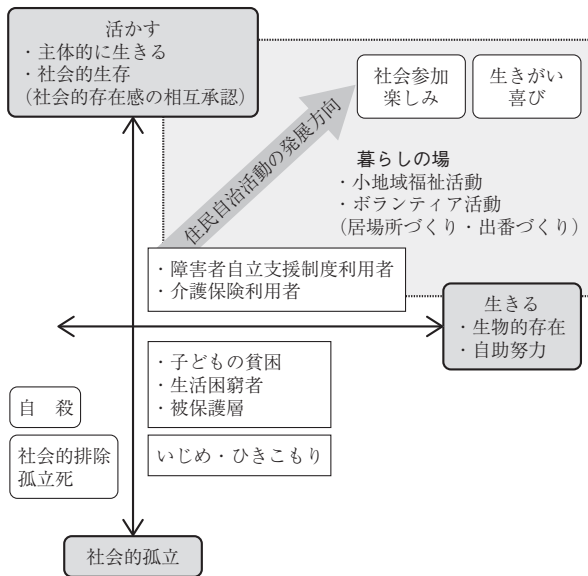 活かす
・主体的に生きる
・社会的生存
(社会的存在感の相互承認)
社会参加
楽しみ
生きがい
喜び
住民自治活動の発展方向
暮らしの場
・小地域福祉活動
・ボランティア活動
(居場所づくり・出番づくり)
・障害者自立支援制度利用者
・介護保険利用者
生きる
・生物的存在
・自助努力
・子どもの貧困
・生活困窮者
・被保護層
自 殺
社会的排除
孤立死
いじめ・ひきこもり
社会的孤立